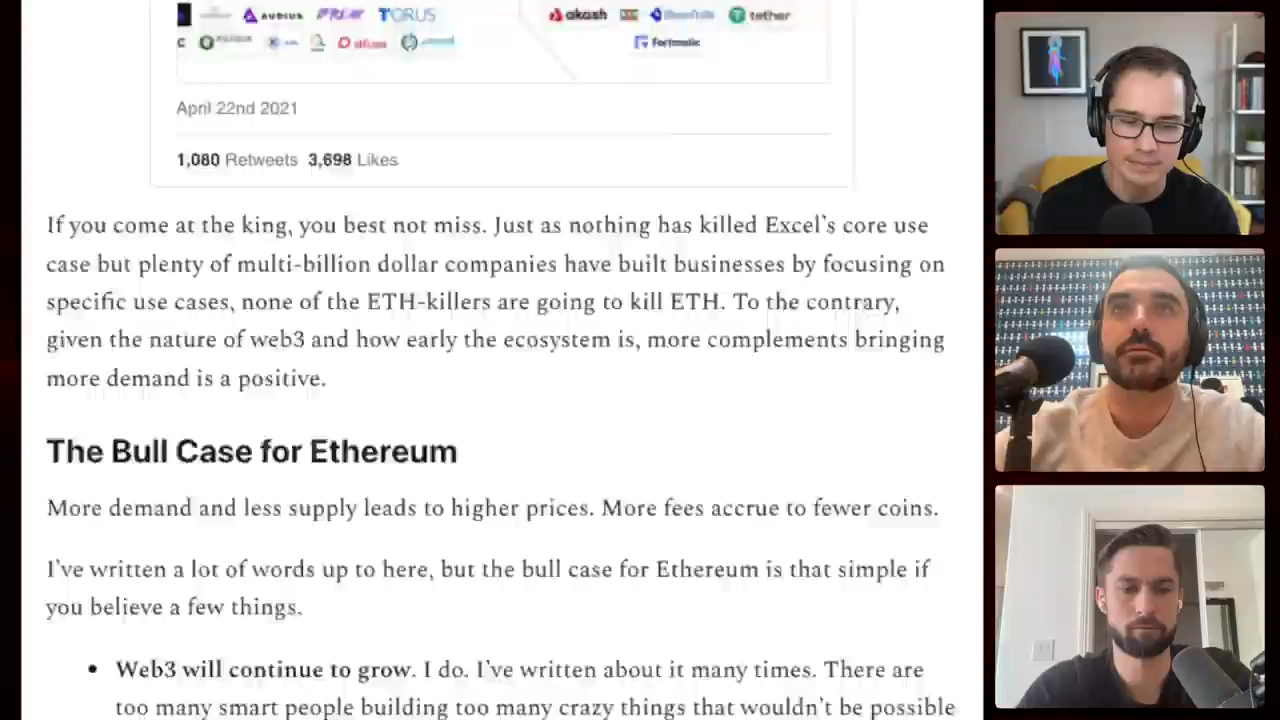 AUDIUS TORUS akash tether
Fortmatic
April 22nd 2021
1,080 Retweets 3,698 Likes
If you come at the king, you best not miss. Just as nothing has killed Excel's core use
case but plenty of multi-billion dollar companies have built businesses by focusing on
specific use cases, none of the ETH-killers are going to kill ETH. To the contrary,
given the nature of web3 and how early the ecosystem is, more complements bringing
more demand is a positive.
The Bull Case for Ethereum
More demand and less supply leads to higher prices. More fees accrue to fewer coins.
I've written a lot of words up to here, but the bull case for Ethereum is that simple if
you believe a few things.
• Web3 will continue to grow. I do. I've written about it many times. There are
too many smart people building too many crazy things that wouldn't be possible